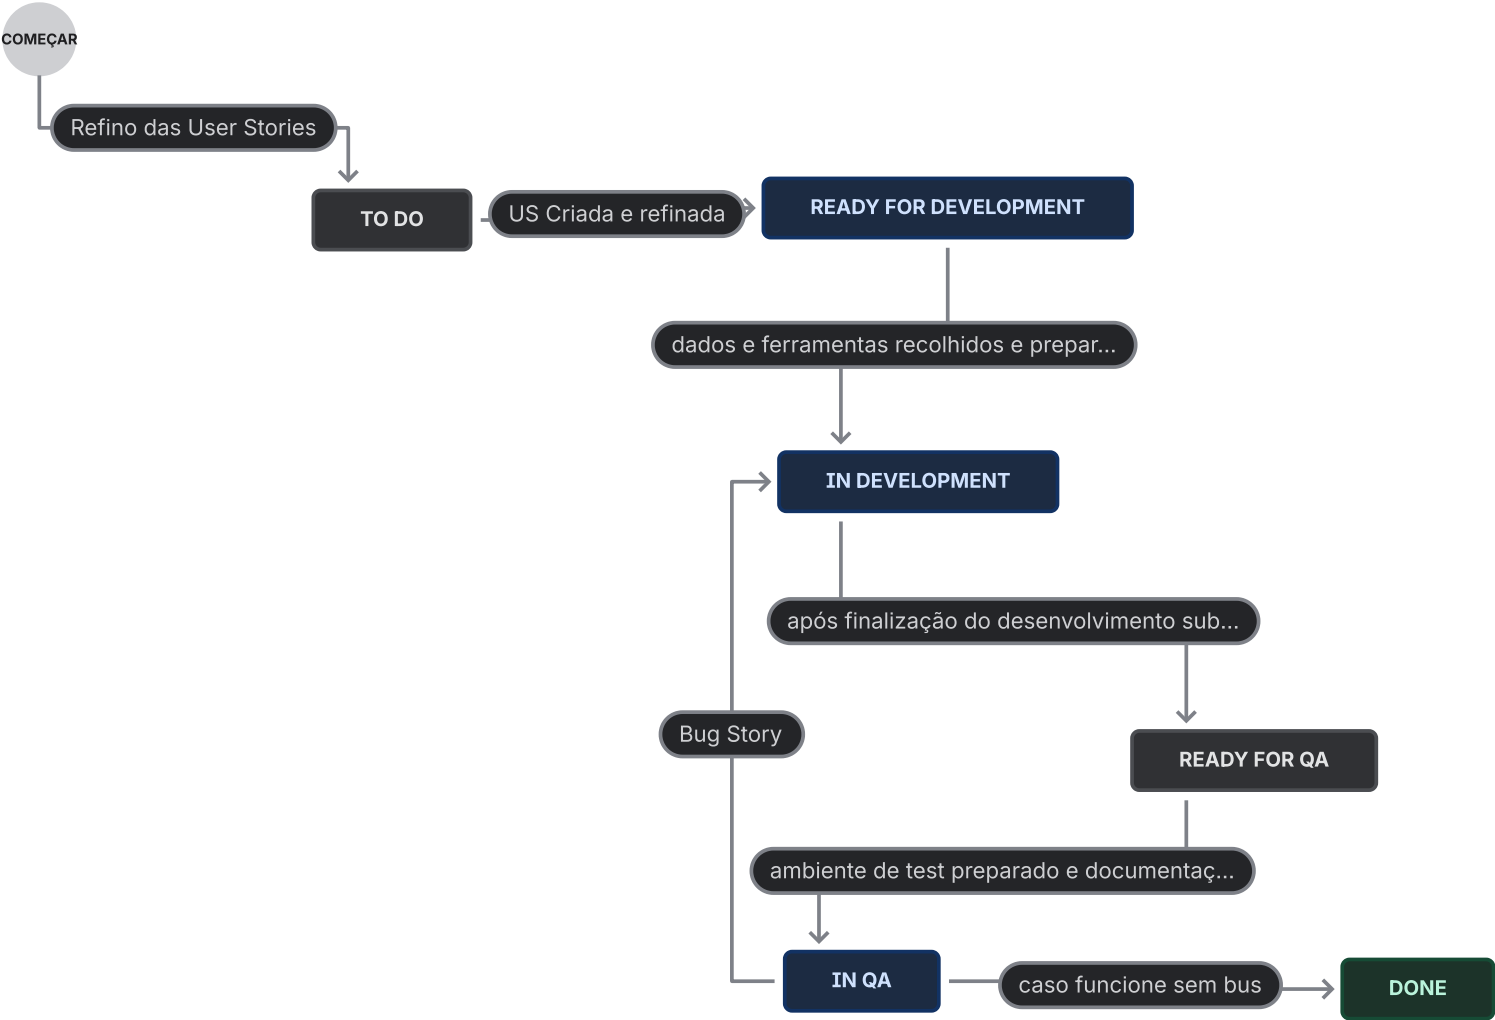 COMEÇAR
Refino das User Stories
TO DO
US Criada e refinada
READY FOR DEVELOPMENT
dados e ferramentas recolhidos e prepar...
IN DEVELOPMENT
após finalização do desenvolvimento sub...
Bug Story
READY FOR QA
ambiente de test preparado e documentaç...
IN QA
caso funcione sem bus
DONE